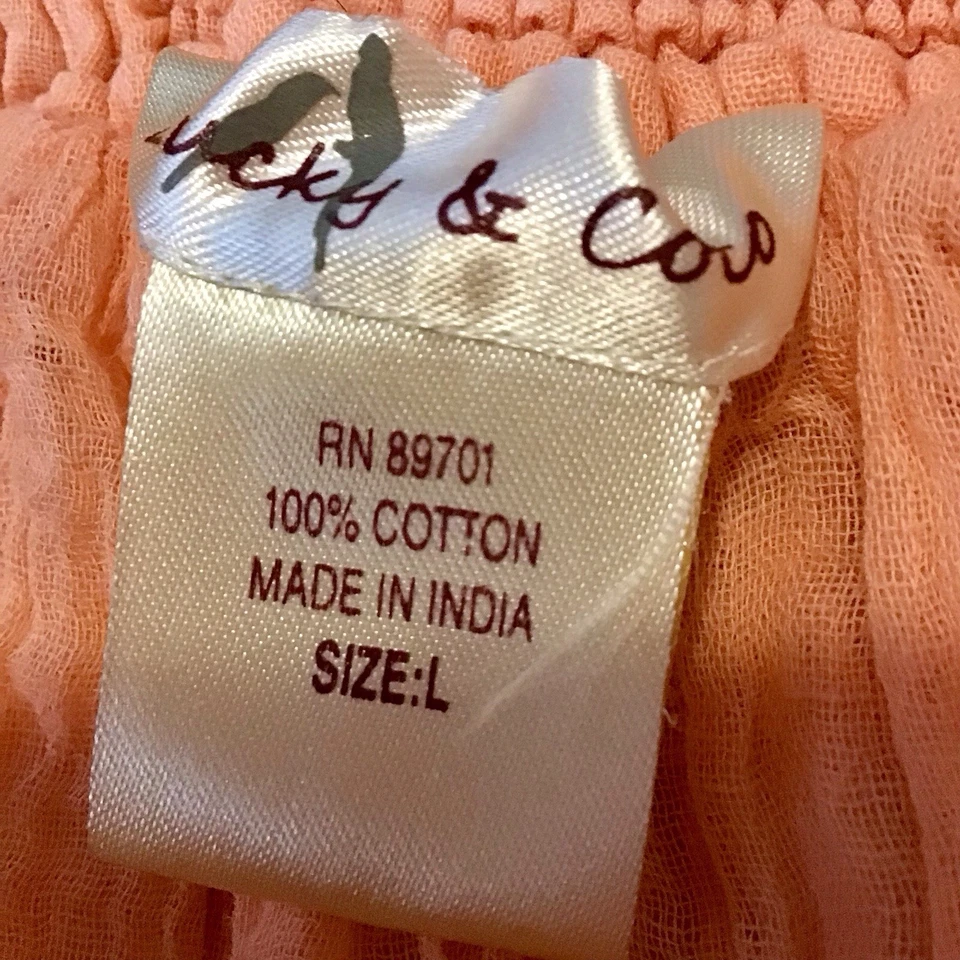 ucky & Co
RN 89701
100% COTTON
MADE IN INDIA
SIZE:L